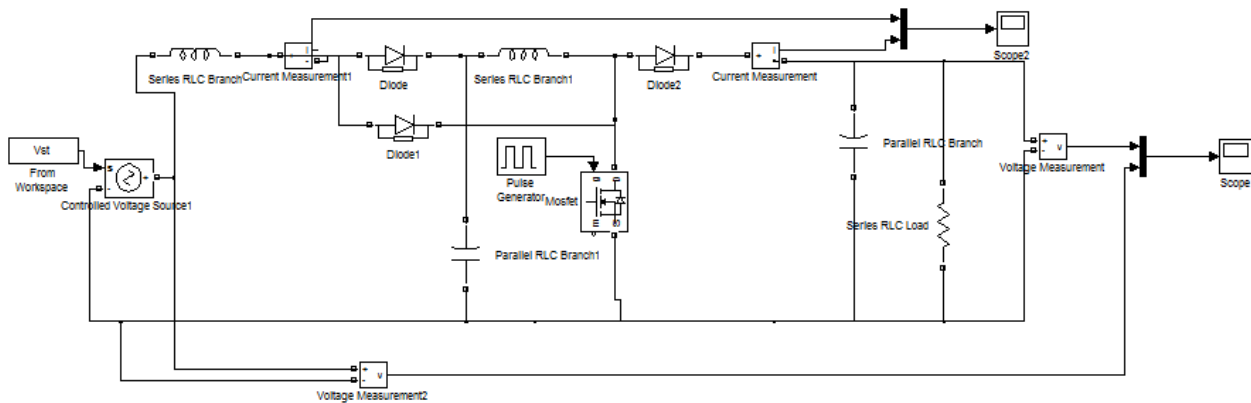 Scope2
Series RLC Branch
Current Measurement1
Diode
Series RLC Branch1
Diode2
Current Measurement
Vst
From
Workspace
Controlled Voltage Source1
Diode1
Pulse
Generator
Mosfet
Parallel RLC Branch
Voltage Measurement
Scope
Series RLC Load
Parallel RLC Branch1
Voltage Measurement2